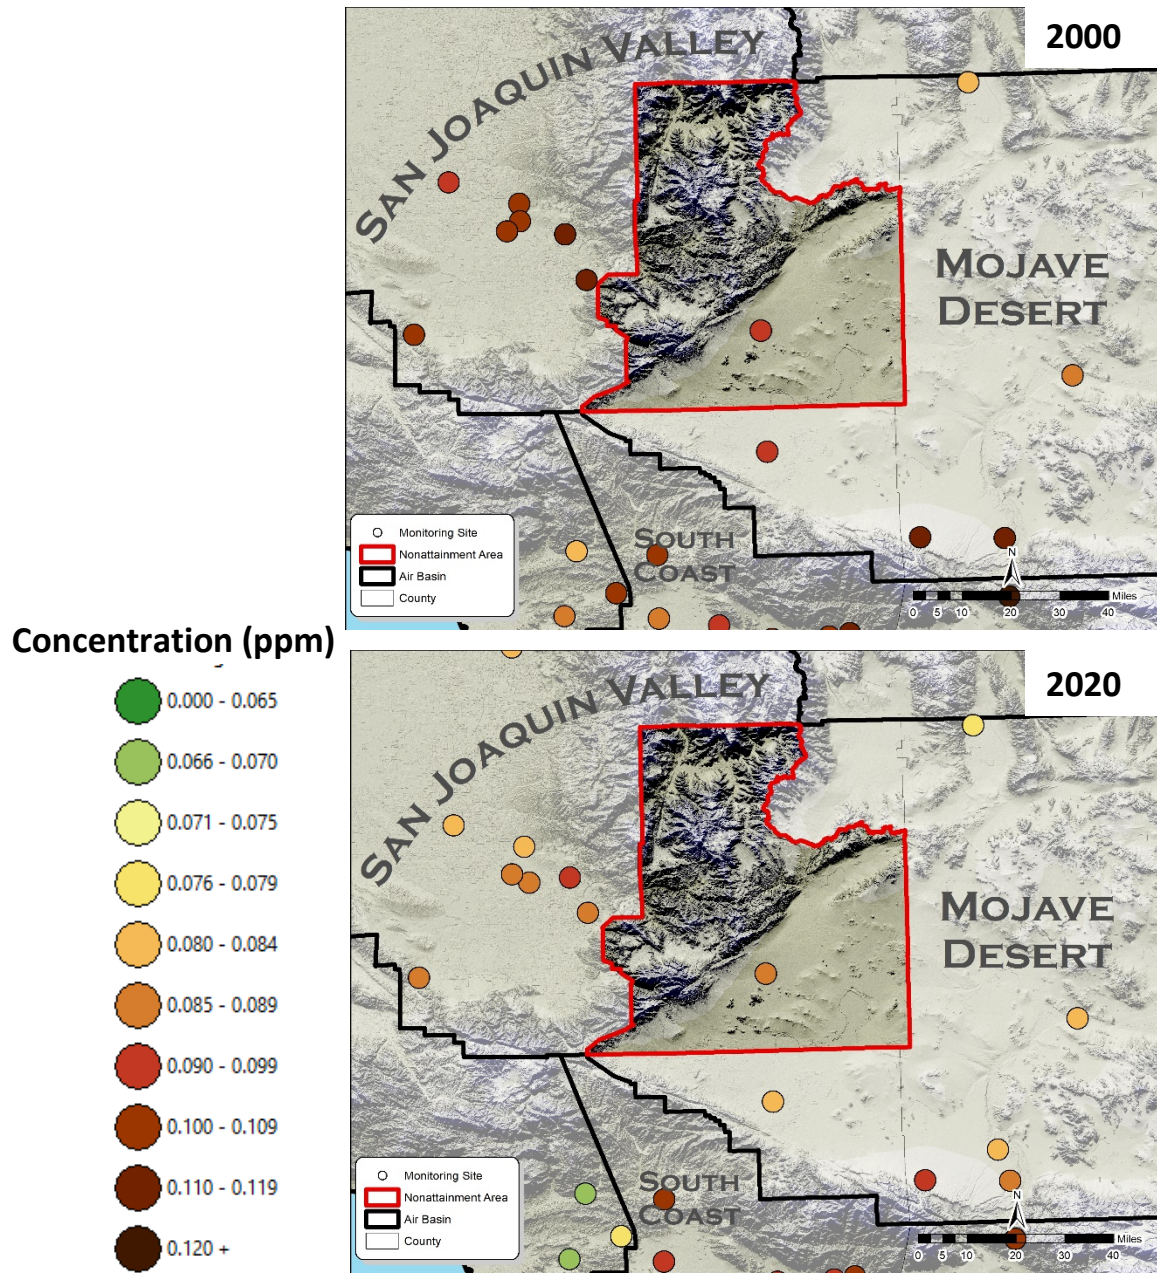 2000
SAN JOAQUIN VALLEY
MOJAVE
DESERT
SOUTH
COAST
Monitoring Site
Nonattainment Area
Air Basin
County
N
0 5 10 20 30 40 Miles
Concentration (ppm)
0.000 - 0.065
0.066 - 0.070
0.071 - 0.075
0.076 - 0.079
0.080 - 0.084
0.085 - 0.089
0.090 - 0.099
0.100 - 0.109
0.110 - 0.119
0.120 +
2020
SAN JOAQUIN VALLEY
MOJAVE
DESERT
SOUTH
COAST
Monitoring Site
Nonattainment Area
Air Basin
County
N
0 5 10 20 30 40 Miles